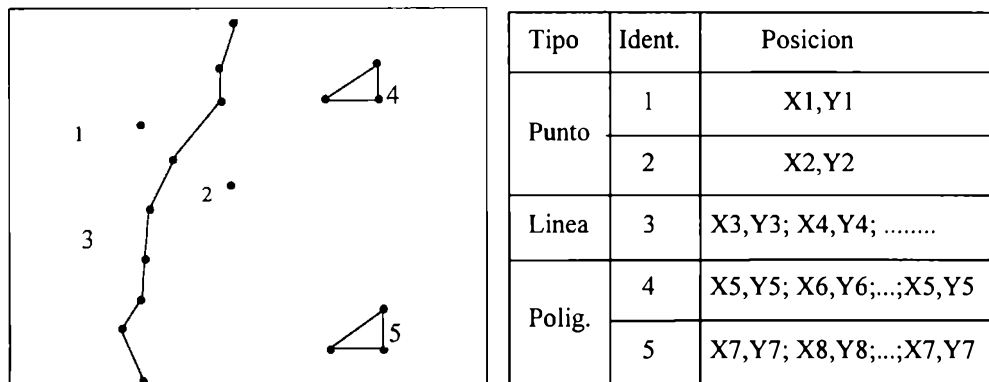 1
2
3
4
5
Tipo Ident. Posicion
Punto
1 X1,Y1
2 X2,Y2
Linea 3 X3,Y3; X4,Y4; ........
Polig.
4 X5,Y5; X6,Y6;...;X5,Y5
5 X7,Y7; X8,Y8;...;X7,Y7